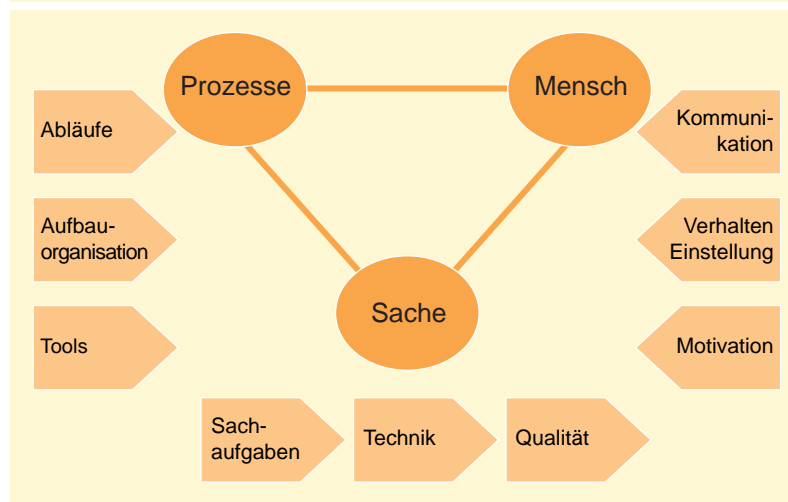 Prozesse
Mensch
Abläufe
Kommuni-
kation
Aufbau-
organisation
Verhalten
Einstellung
Sache
Tools
Motivation
Sach-
aufgaben
Technik
Qualität